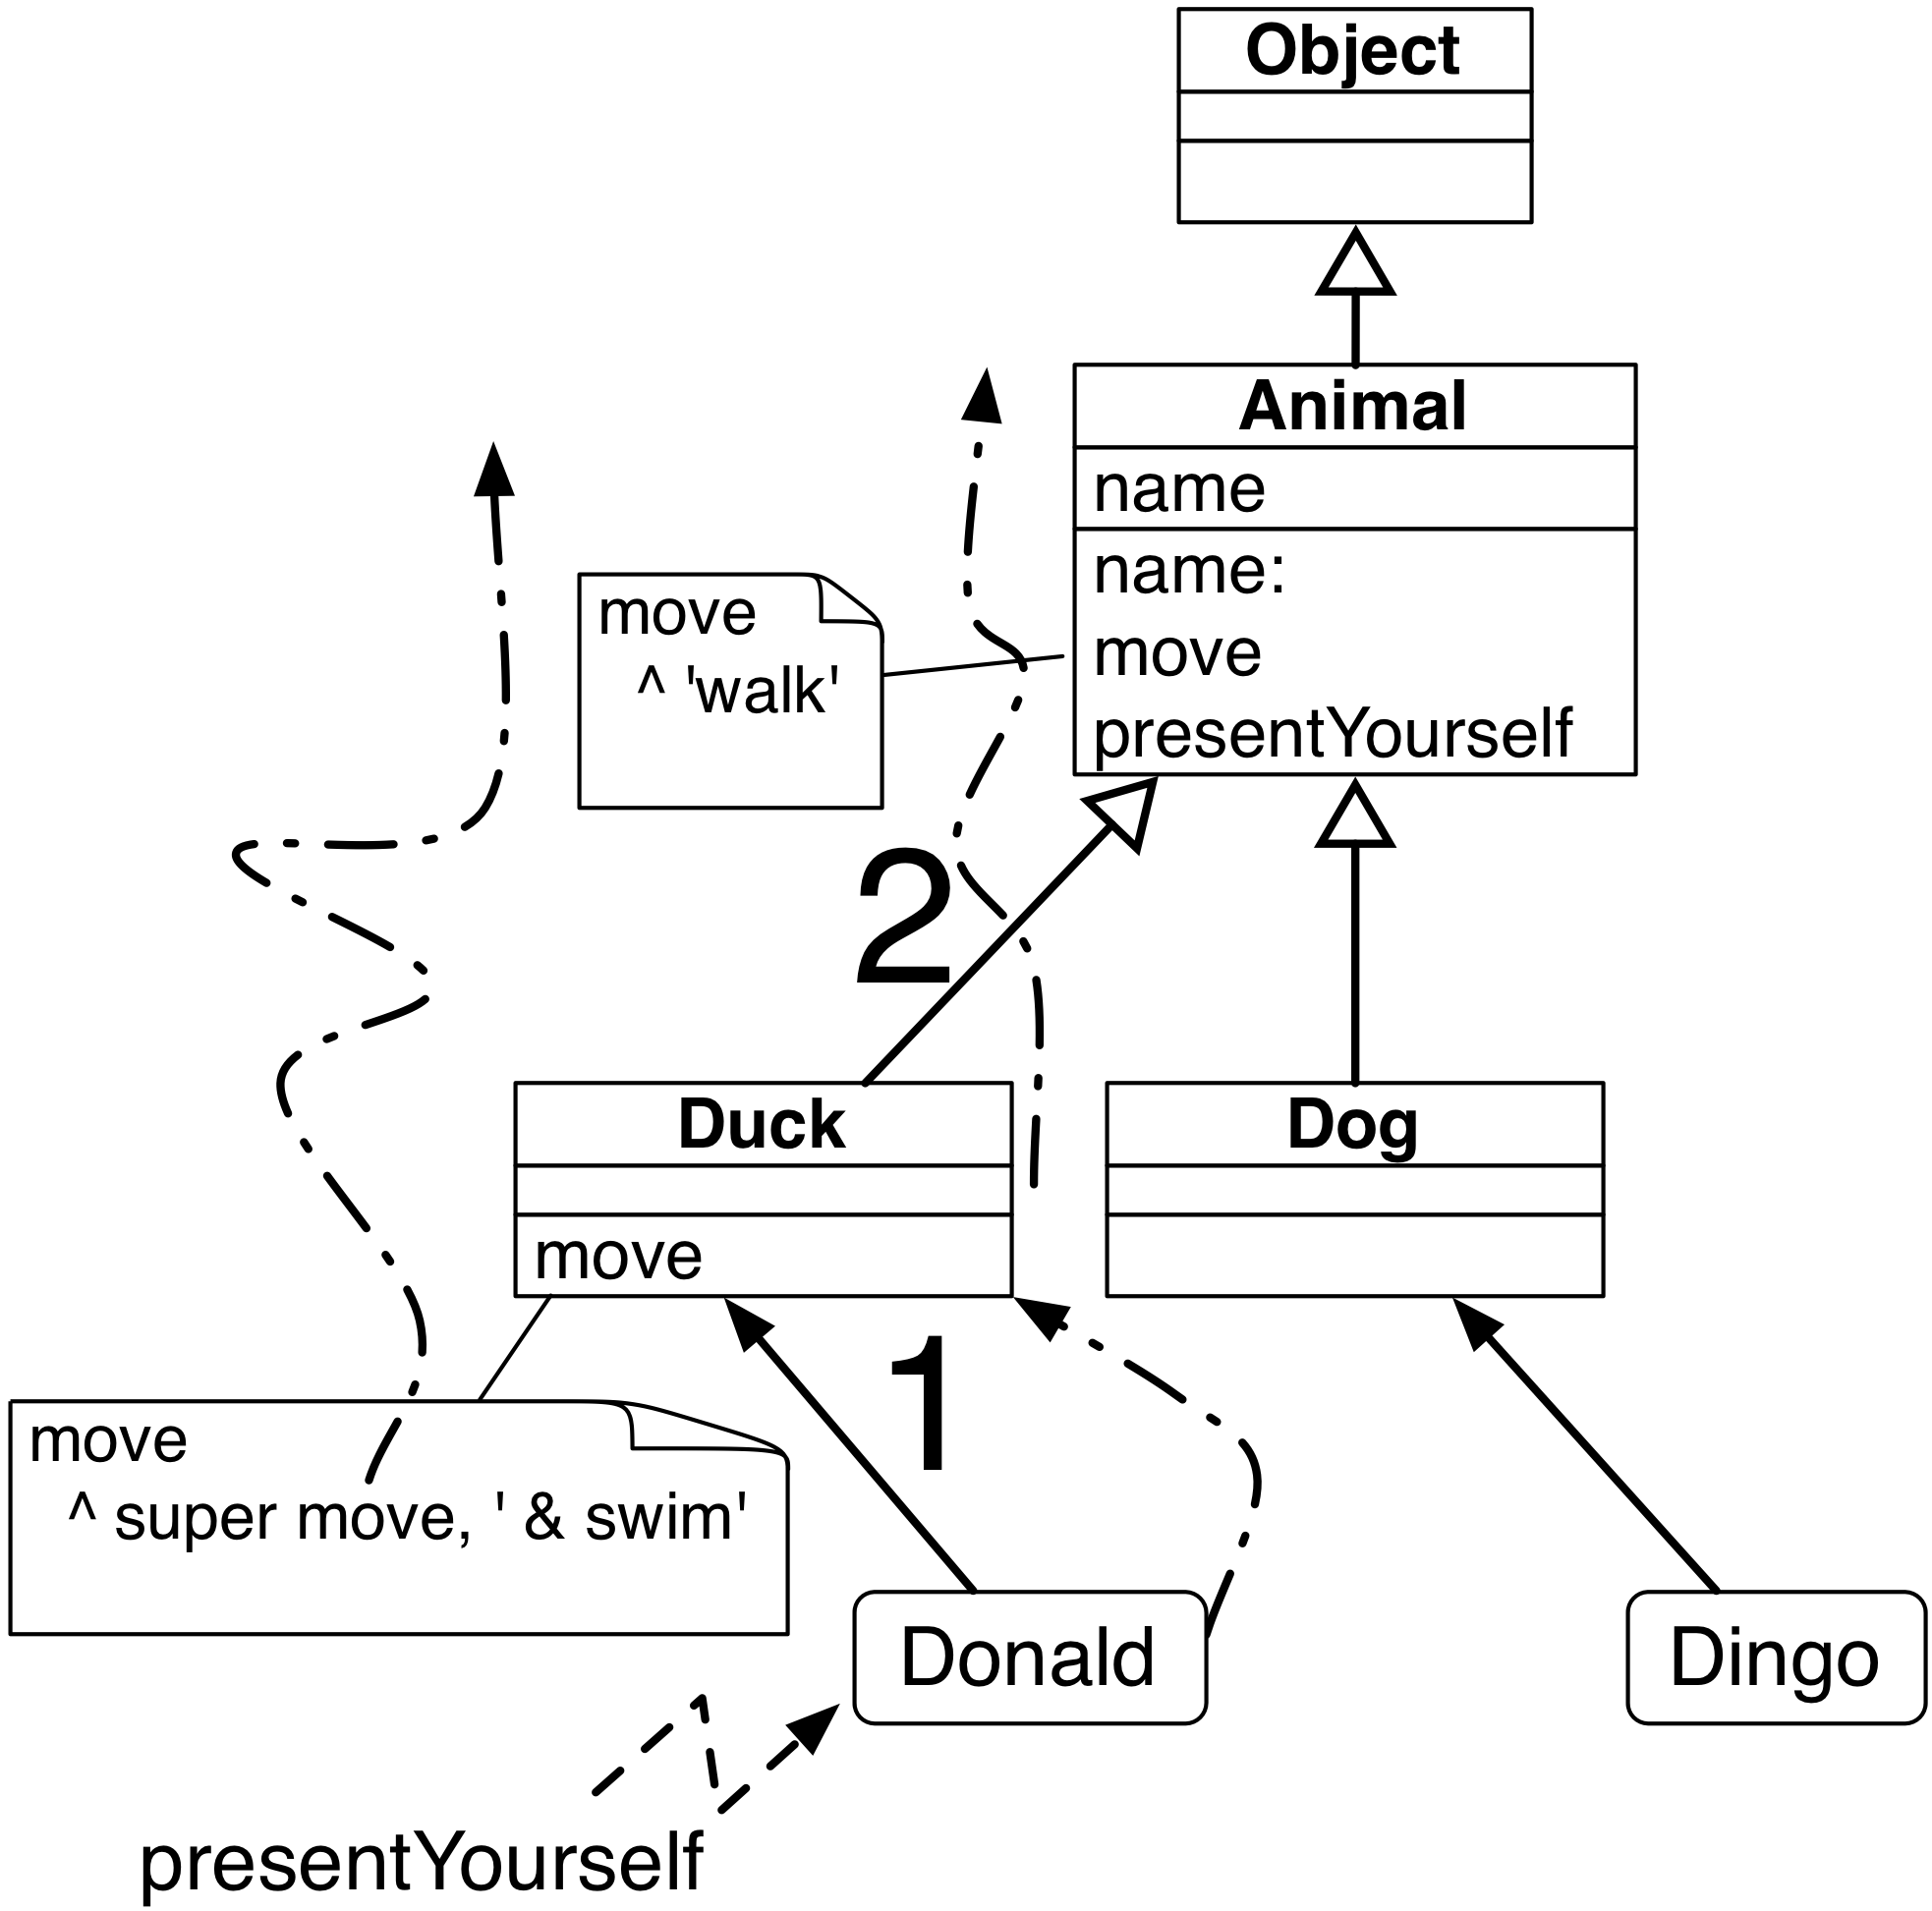 Object
Animal
name
name:
move
presentYourself
move
^ 'walk'
2
Duck
move
Dog
1
move
^ super move, ' & swim'
Donald
Dingo
presentYourself